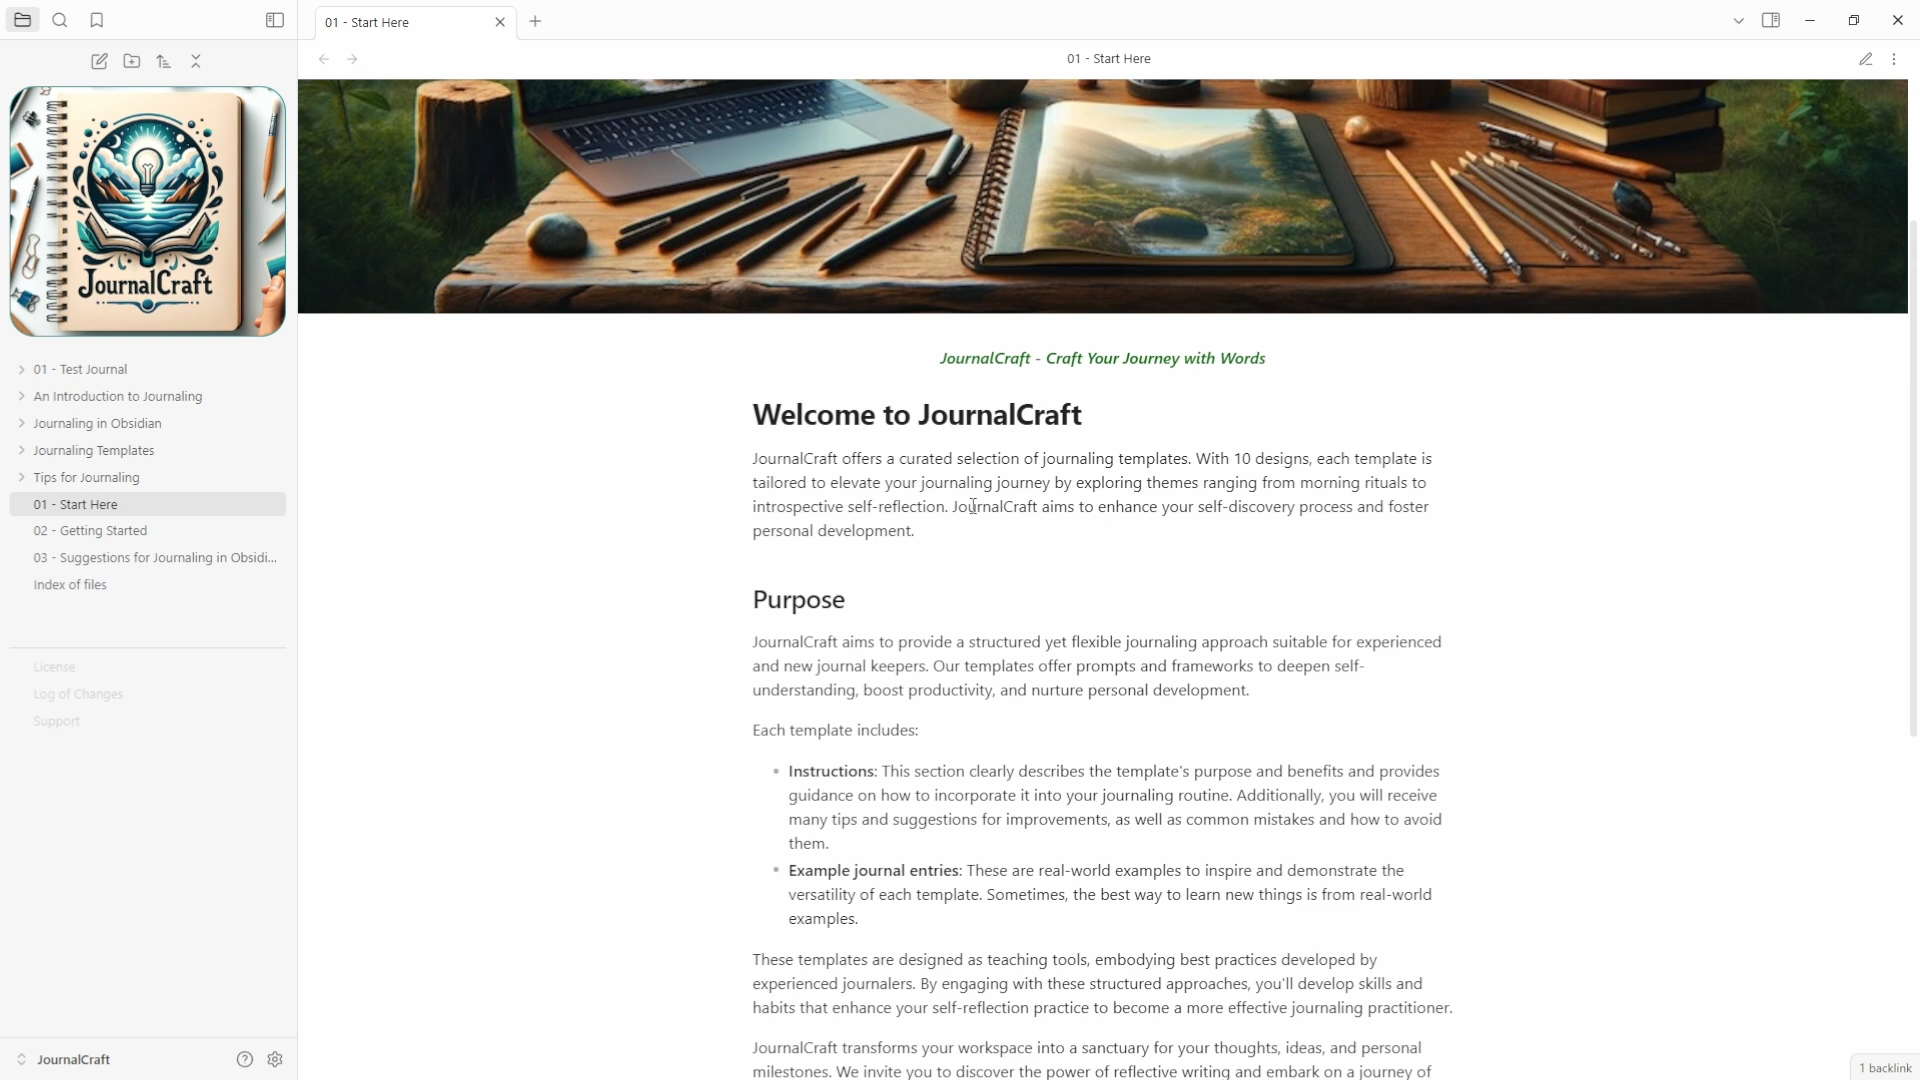 01 - Start Here
01 - Start Here
JournalCraft
01 - Test Journal
An Introduction to Journaling
Journaling in Obsidian
Journaling Templates
Tips for Journaling
01 - Start Here
02 - Getting Started
03 - Suggestions for Journaling in Obsidi...
Index of files
License
Log of Changes
Support
JournalCraft
JournalCraft - Craft Your Journey with Words
Welcome to JournalCraft
JournalCraft offers a curated selection of journaling templates. With 10 designs, each template is
tailored to elevate your journaling journey by exploring themes ranging from morning rituals to
introspective self-reflection. JournalCraft aims to enhance your self-discovery process and foster
personal development.
Purpose
JournalCraft aims to provide a structured yet flexible journaling approach suitable for experienced
and new journal keepers. Our templates offer prompts and frameworks to deepen self-
understanding, boost productivity, and nurture personal development.
Each template includes:
Instructions: This section clearly describes the template's purpose and benefits and provides
guidance on how to incorporate it into your journaling routine. Additionally, you will receive
many tips and suggestions for improvements, as well as common mistakes and how to avoid
them.
Example journal entries: These are real-world examples to inspire and demonstrate the
versatility of each template. Sometimes, the best way to learn new things is from real-world
examples.
These templates are designed as teaching tools, embodying best practices developed by
experienced journalers. By engaging with these structured approaches, you'll develop skills and
habits that enhance your self-reflection practice to become a more effective journaling practitioner.
JournalCraft transforms your workspace into a sanctuary for your thoughts, ideas, and personal
milestones. We invite you to discover the power of reflective writing and embark on a journey of
1 backlink